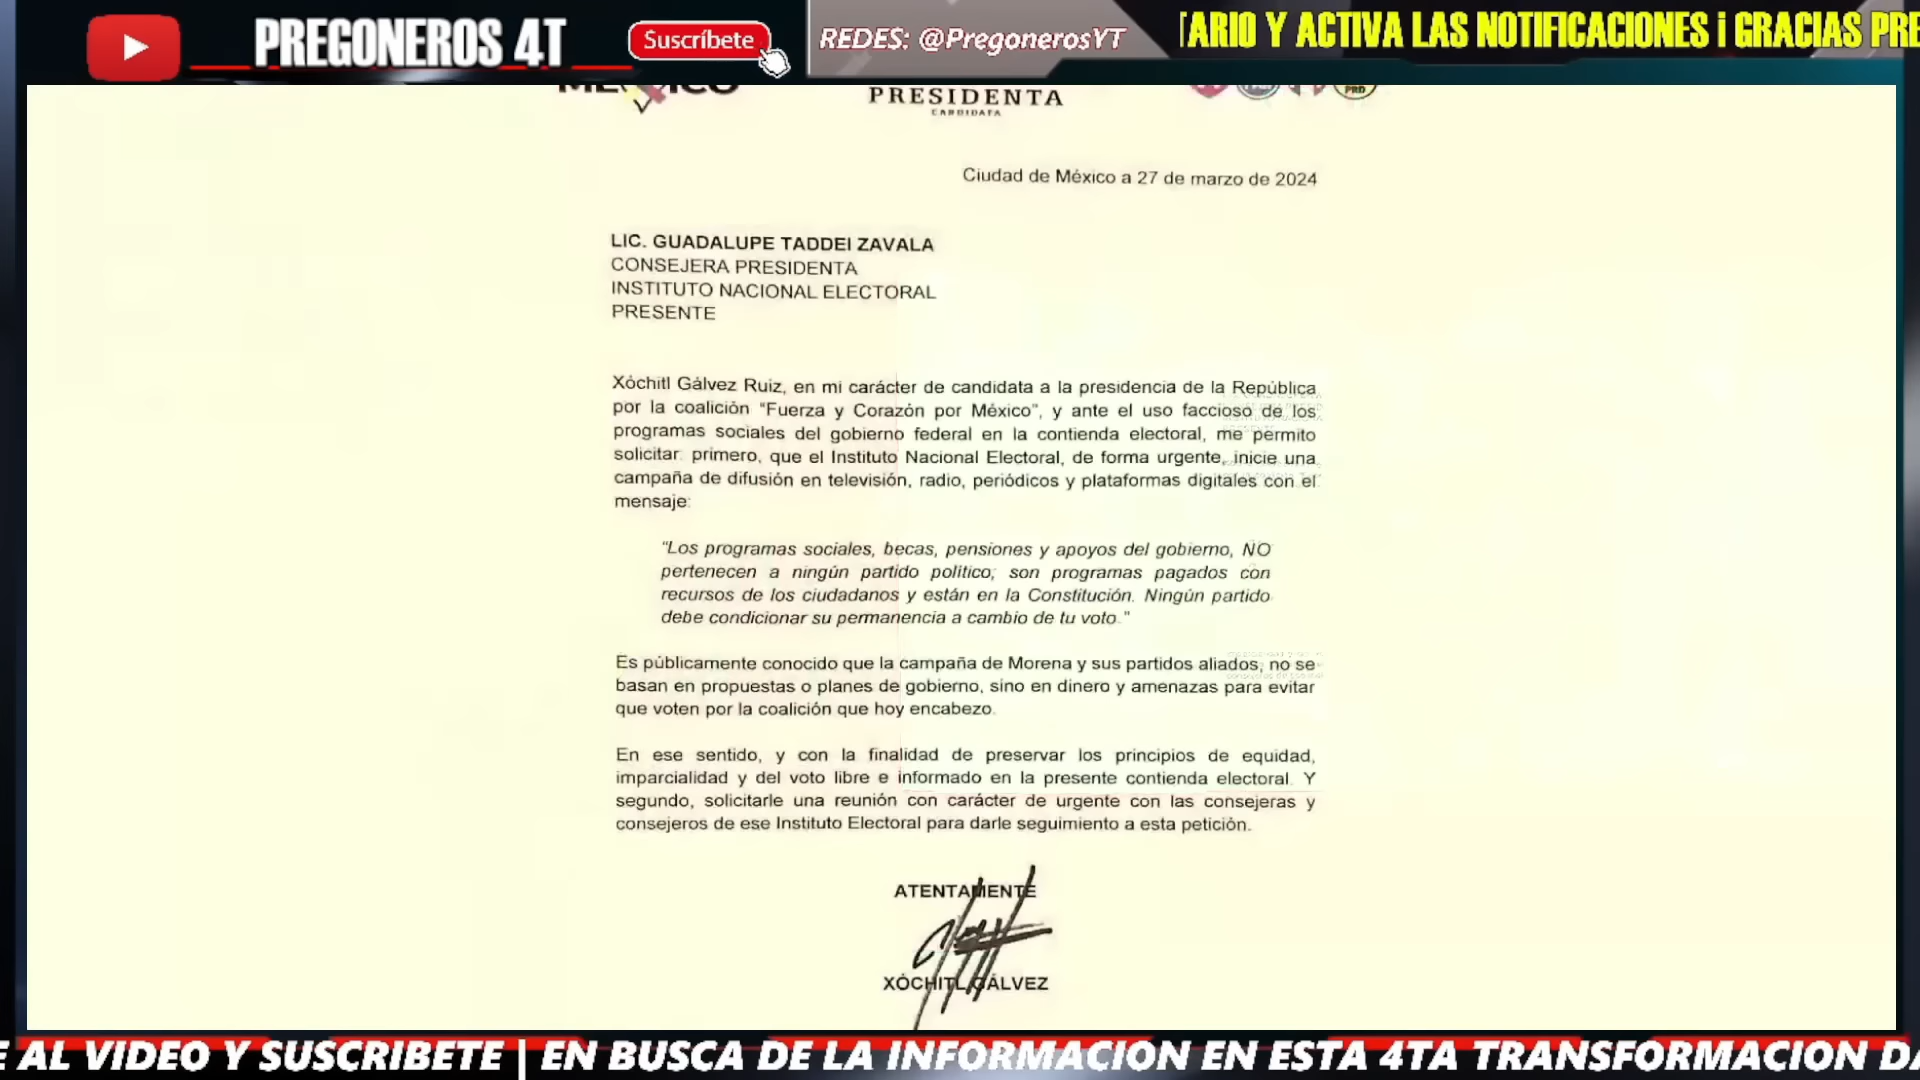 PREGONEROS 4T
Suscríbete
REDES: @PregonerosYT
TARIO Y ACTIVA LAS NOTIFICACIONES ¡ GRACIAS PRE
MEXICO
PRESIDENTA
CANDIDATA
PRD
Ciudad de México a 27 de marzo de 2024
LIC. GUADALUPE TADDEI ZAVALA
CONSEJERA PRESIDENTA
INSTITUTO NACIONAL ELECTORAL
PRESENTE
Xóchitl Gálvez Ruiz, en mi carácter de candidata a la presidencia de la República
por la coalición “Fuerza y Corazón por México”, y ante el uso faccioso de los
programas sociales del gobierno federal en la contienda electoral, me permito
solicitar: primero, que el Instituto Nacional Electoral, de forma urgente, inicie una
campaña de difusión en televisión, radio, periódicos y plataformas digitales con el
mensaje:
“Los programas sociales, becas, pensiones y apoyos del gobierno, NO
pertenecen a ningún partido político; son programas pagados con
recursos de los ciudadanos y están en la Constitución. Ningún partido
debe condicionar su permanencia a cambio de tu voto.”
Es públicamente conocido que la campaña de Morena y sus partidos aliados, no se
basan en propuestas o planes de gobierno, sino en dinero y amenazas para evitar
que voten por la coalición que hoy encabezo.
En ese sentido, y con la finalidad de preservar los principios de equidad,
imparcialidad y del voto libre e informado en la presente contienda electoral. Y
segundo, solicitarle una reunión con carácter de urgente con las consejeras y
consejeros de ese Instituto Electoral para darle seguimiento a esta petición.
ATENTAMENTE
XÓCHITL GÁLVEZ
E AL VIDEO Y SUSCRIBETE | EN BUSCA DE LA INFORMACION EN ESTA 4TA TRANSFORMACION DA